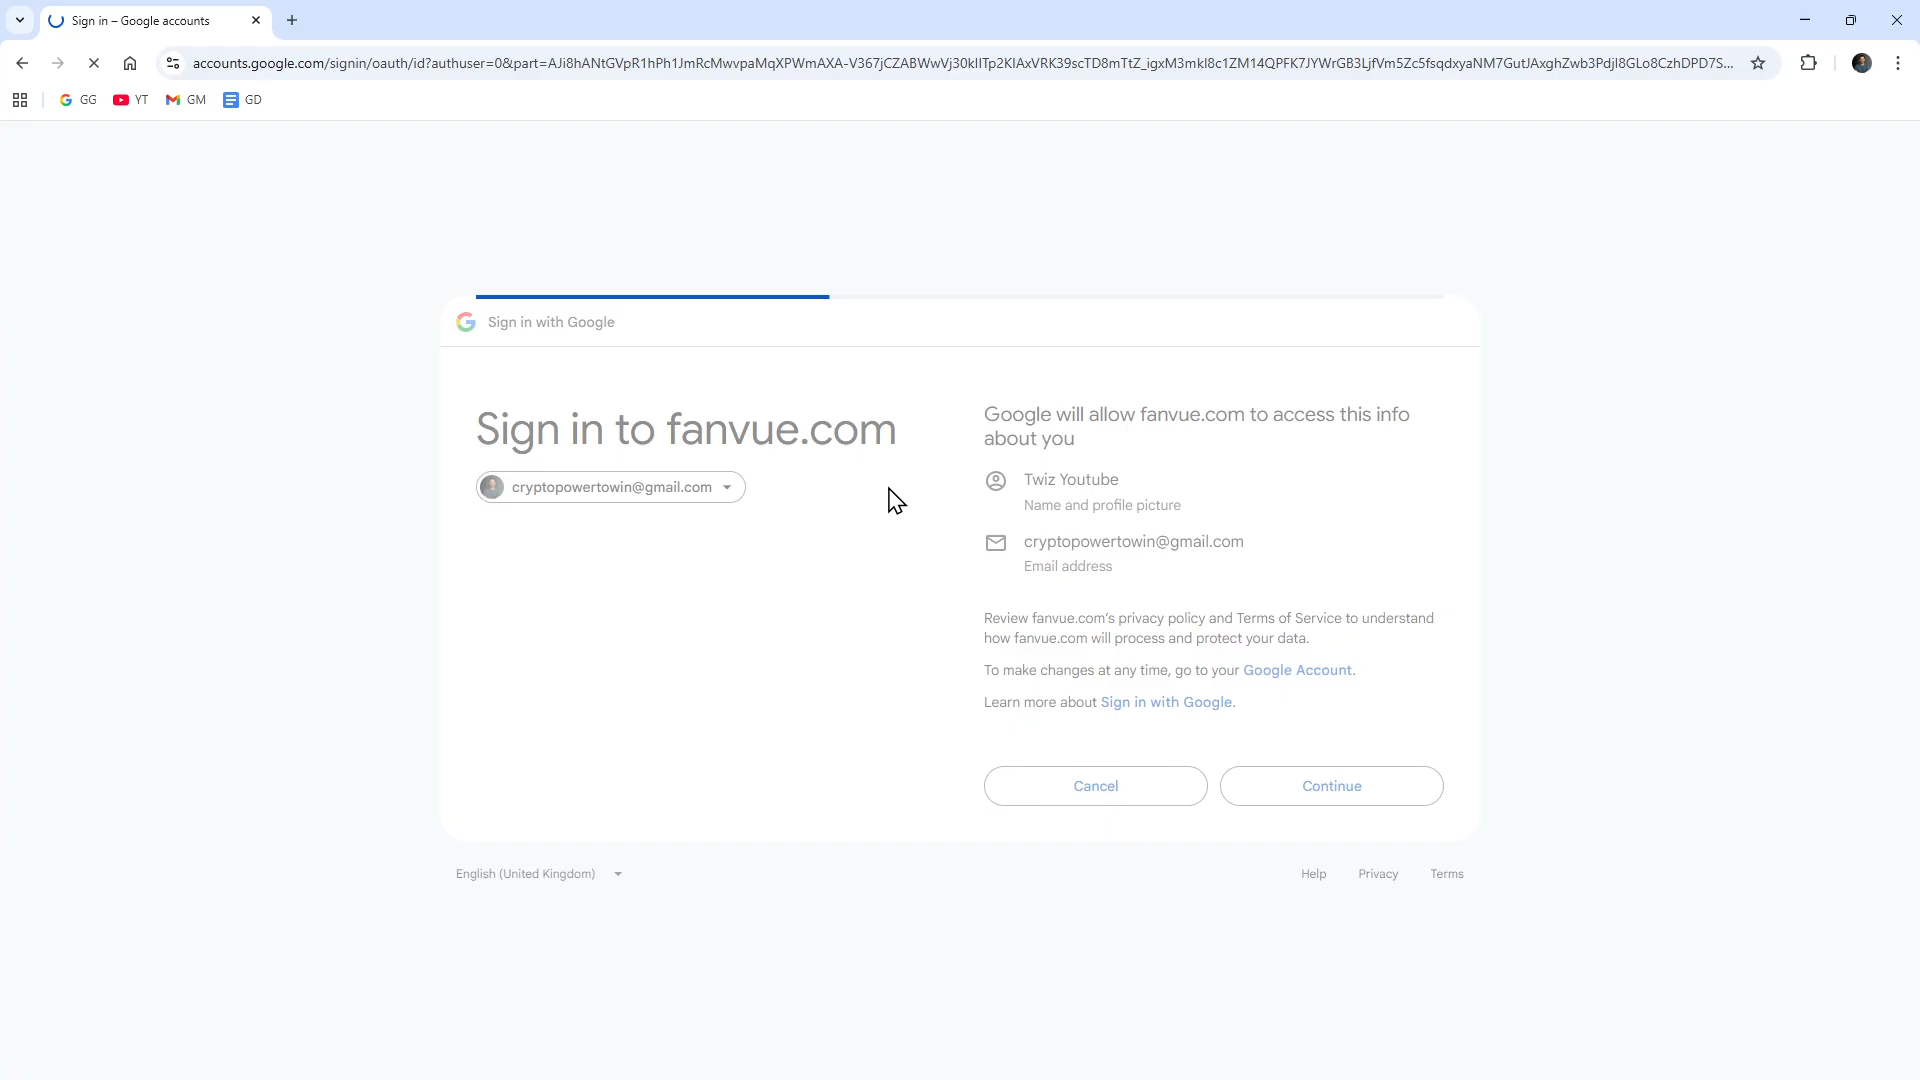 Sign in – Google accounts
accounts.google.com/signin/oauth/id?authuser=0&part=AJi8hANtGVpR1hPh1JmRcMwvpaMqXPWmAXA-V367jCZABWwVj30kIITp2KIAxVRK39scTD8mTtZ_igxM3mkI8c1ZM14QPFK7JYWrGB3LjfVm5Zc5fsqdxyaNM7GutJAxghZwb3PdjI8GLo8CzhDPD7S...
GG YT GM GD
Sign in with Google
Sign in to fanvue.com
cryptopowertowin@gmail.com
Google will allow fanvue.com to access this info
about you
Twiz Youtube
Name and profile picture
cryptopowertowin@gmail.com
Email address
Review fanvue.com's privacy policy and Terms of Service to understand
how fanvue.com will process and protect your data.
To make changes at any time, go to your Google Account.
Learn more about Sign in with Google.
Cancel Continue
English (United Kingdom) Help Privacy Terms